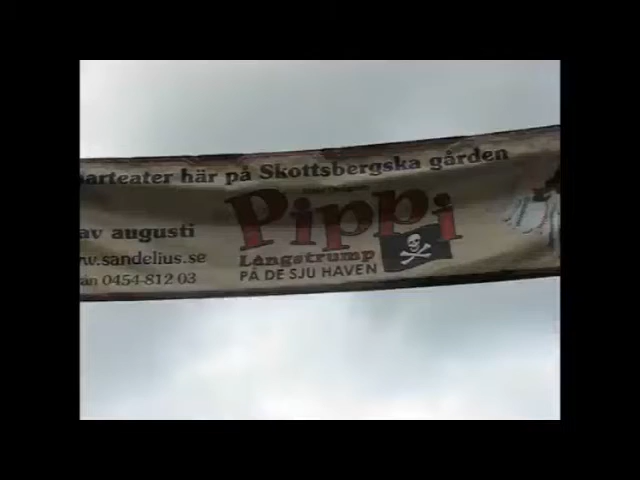 arteater här på Skottsbergska gården
av augusti
Pippi
Långstrump
PÅ DE SJU HAVEN
w.sandelius.se
ån 0454-812 03